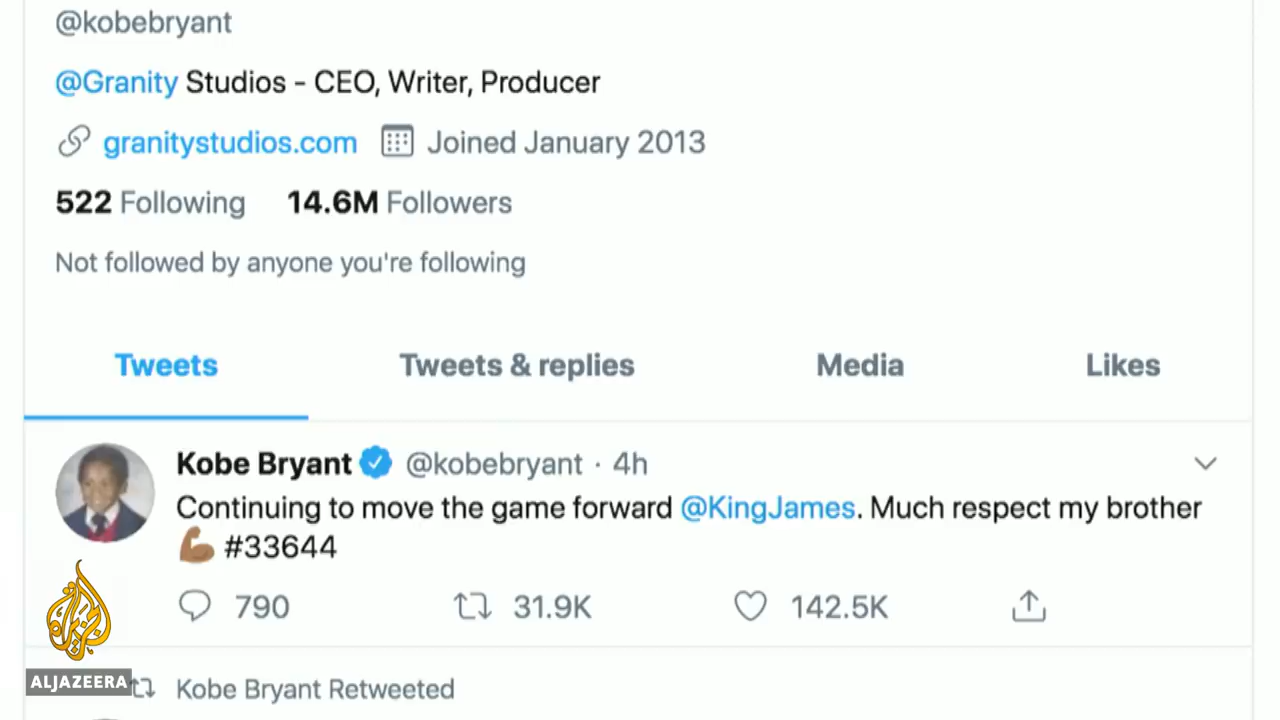 @kobebryant
@Granity Studios - CEO, Writer, Producer
granitystudios.com Joined January 2013
522 Following 14.6M Followers
Not followed by anyone you're following
Tweets Tweets & replies Media Likes
Kobe Bryant @kobebryant · 4h
Continuing to move the game forward @KingJames. Much respect my brother
💪🏾 #33644
790 31.9K 142.5K
ALJAZEERA
Kobe Bryant Retweeted